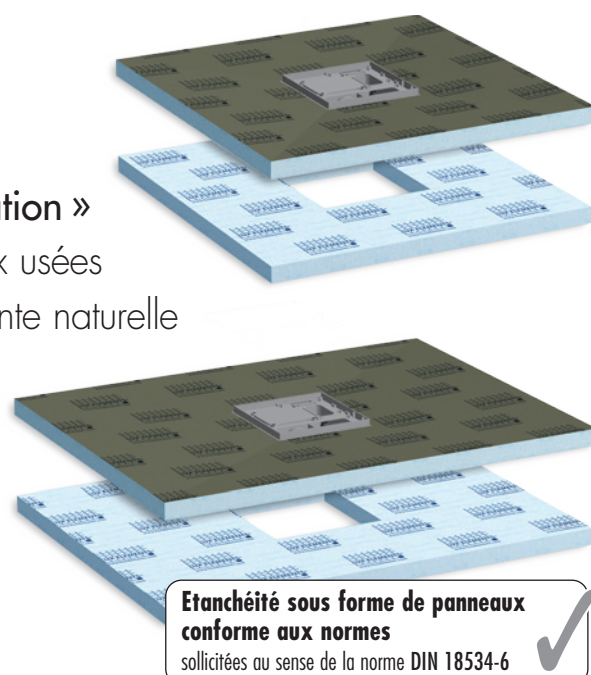 ation »
x usées
nte naturelle
Etanchéité sous forme de panneaux
conforme aux normes
sollicitées au sense de la norme DIN 18534-6